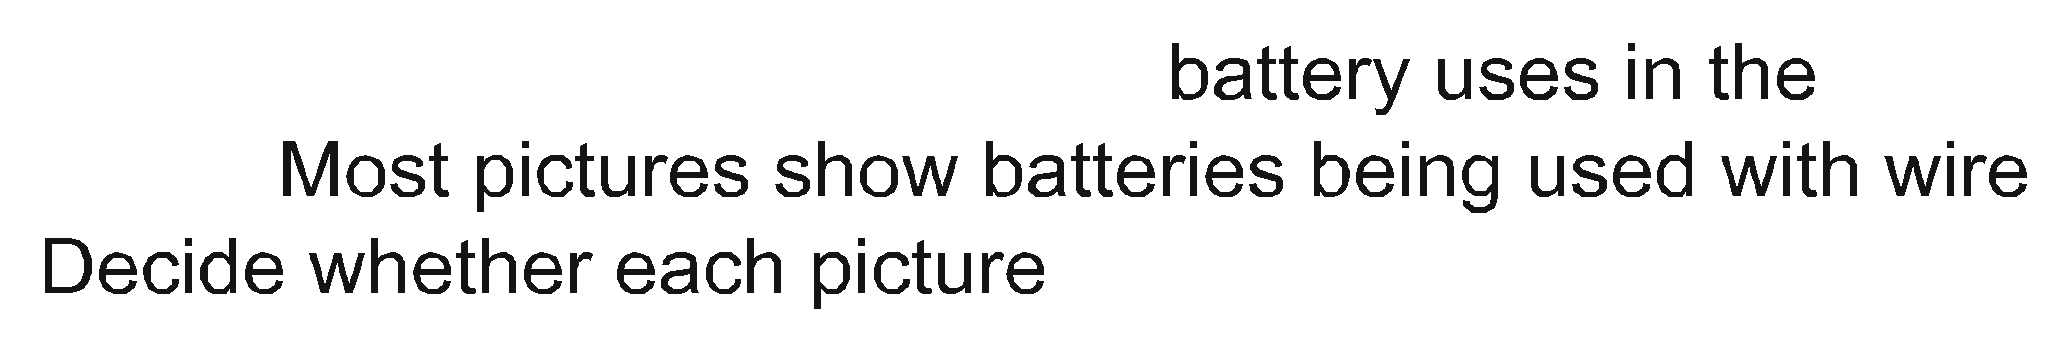 battery uses in the
Most pictures show batteries being used with wire
Decide whether each picture